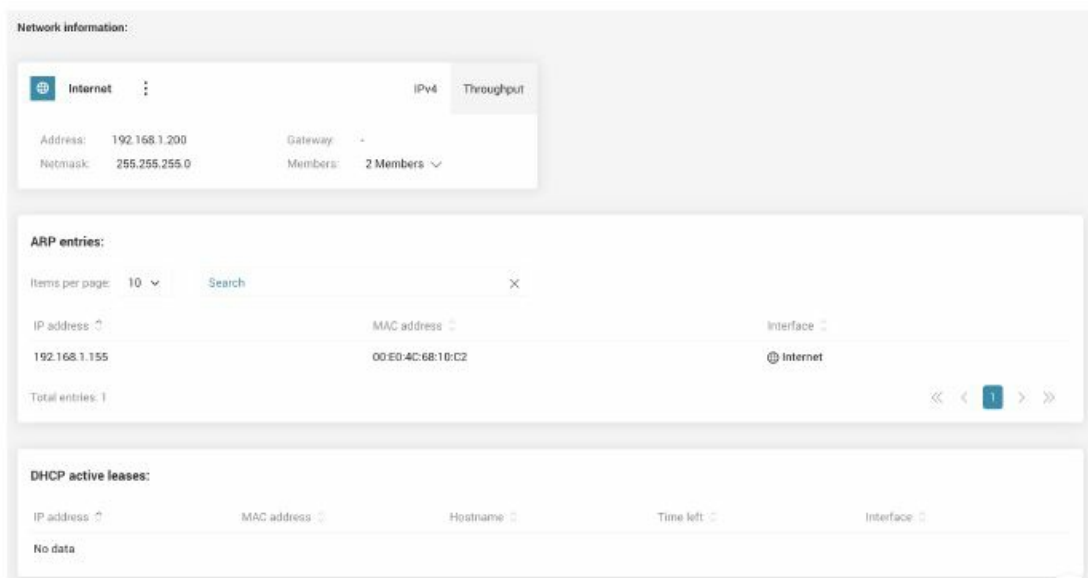 Network information:
Internet IPv4 Throughput
Address: 192.168.1.200 Gateway: -
Netmask: 255.255.255.0 Members: 2 Members
ARP entries:
Items per page: 10 Search
IP address MAC address Interface
192.168.1.155 00:E0:4C:68:10:C2 Internet
Total entries: 1 1
DHCP active leases:
IP address MAC address Hostname Time left Interface
No data